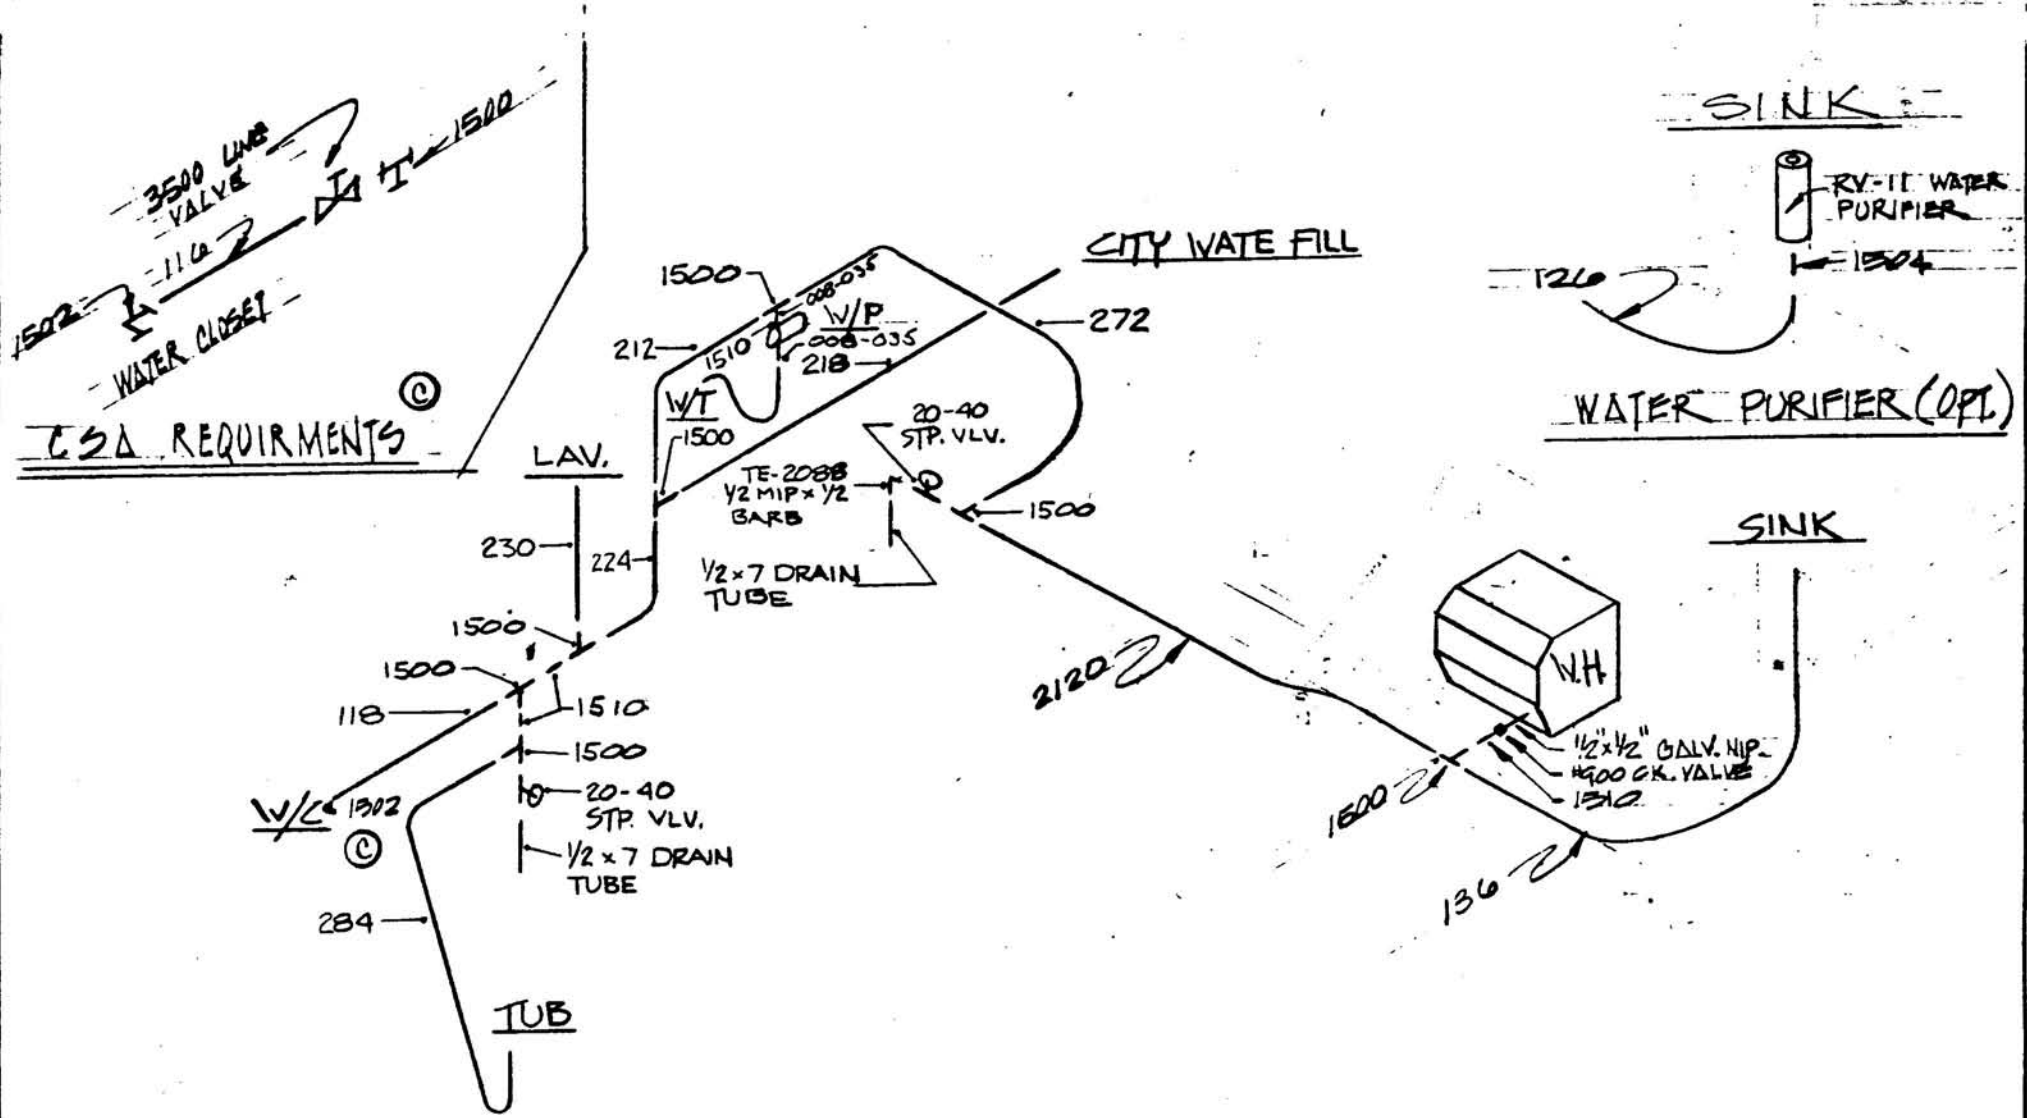 3500 LINE
VALVE
1500
116
1502
WATER CLOSET
C
CSA REQUIRMENTS
SINK
RV-11 WATER
PURIFIER
1304
126
WATER PURIFIER (OPT.)
CITY WATE FILL
1500
008-035
W/P
212
1510
008-035
218
272
W/T
1500
20-40
STP. VLV.
LAV.
TE-2088
1/2 MIP x 1/2
BARB
1500
230
224
1/2 x 7 DRAIN
TUBE
SINK
1500
1500
118
1510
1500
2120
W.H.
1/2" x 1/2" GALV. NIP.
#900 CK. VALVE
1310
1500
W/C
1302
C
20-40
STP. VLV.
1/2 x 7 DRAIN
TUBE
136
284
TUB